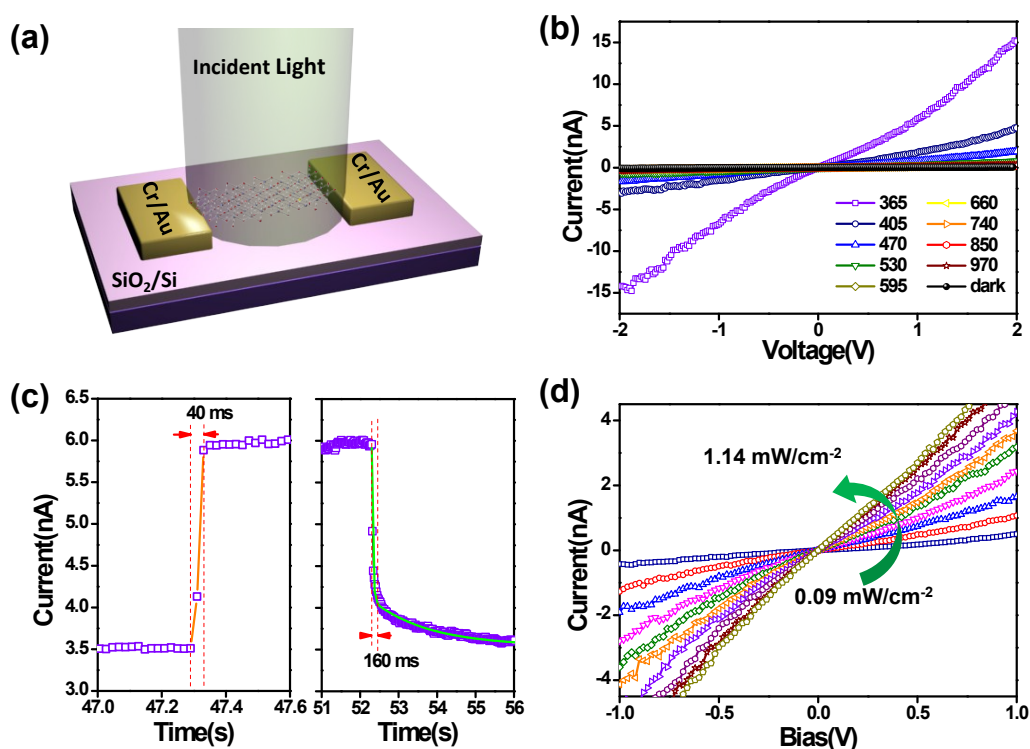 (a)
Incident Light
Cr/Au
Cr/Au
SiO2/Si
(b)
Current(nA)
15
10
5
0
-5
-10
-15
365
405
470
530
595
660
740
850
970
dark
-2
-1
0
1
2
Voltage(V)
(c)
Current(nA)
6.5
6.0
5.5
5.0
4.5
4.0
3.5
3.0
40 ms
47.0
47.2
47.4
47.6
Time(s)
160 ms
51
52
53
54
55
56
Time(s)
(d)
Current(nA)
4
2
0
-2
-4
1.14 mW/cm-2
0.09 mW/cm-2
-1.0
-0.5
0.0
0.5
1.0
Bias(V)